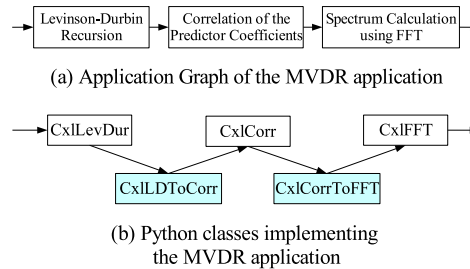 Levinson-Durbin
Recursion
Correlation of the
Predictor Coefficients
Spectrum Calculation
using FFT
(a) Application Graph of the MVDR application
CxlLevDur
CxlCorr
CxlFFT
CxlLDToCorr
CxlCorrToFFT
(b) Python classes implementing
the MVDR application